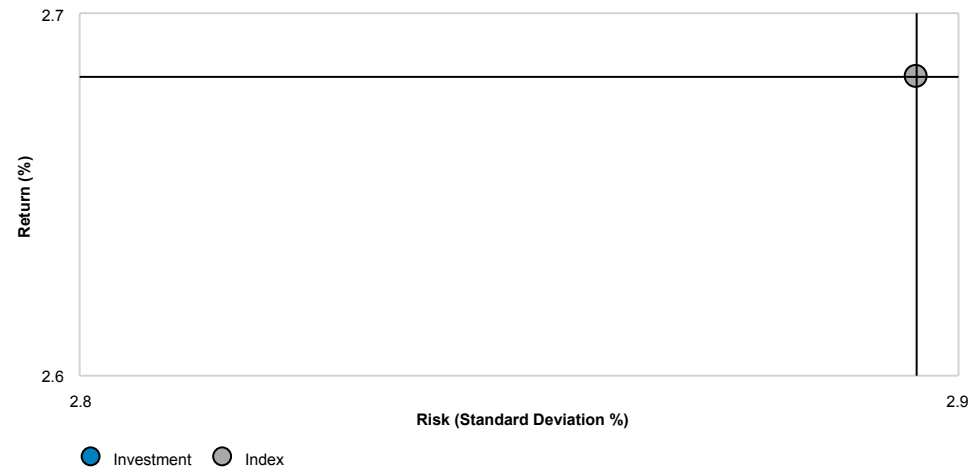 2.7
Return (%)
2.6
2.8
2.9
Risk (Standard Deviation %)
Investment
Index